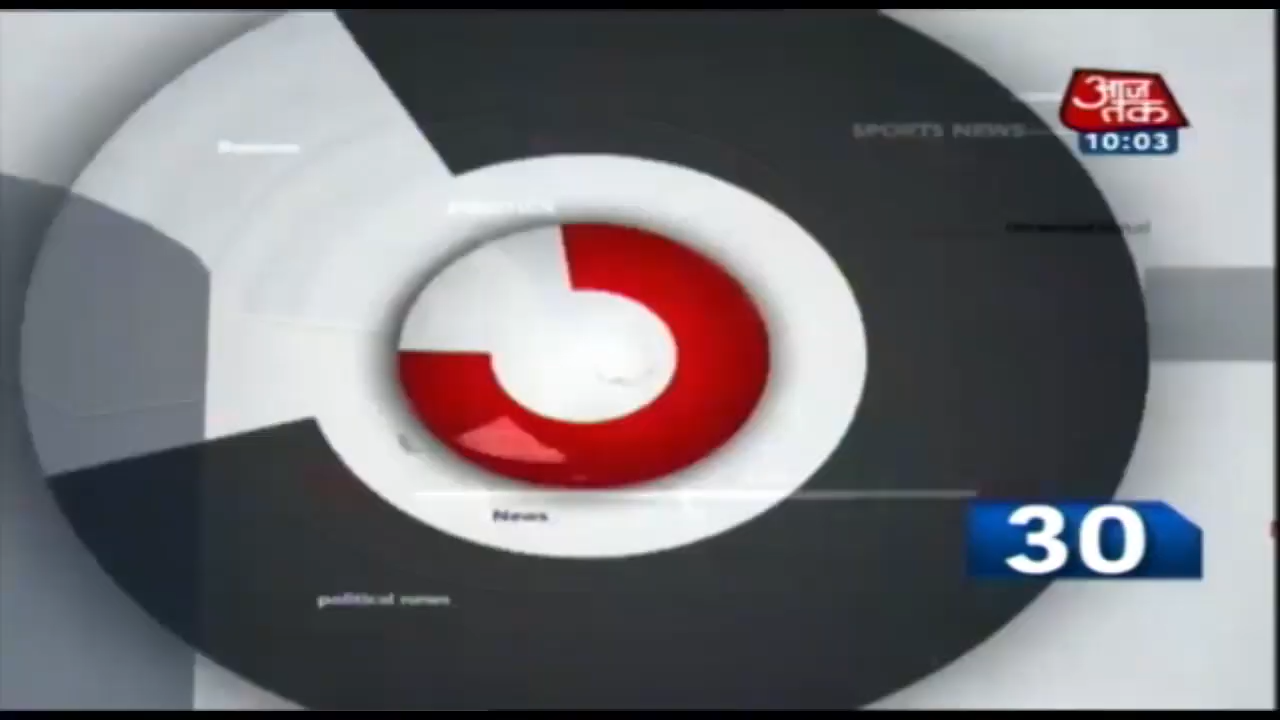 आज
तक
10:03
SPORTS NEWS
News
30
political news